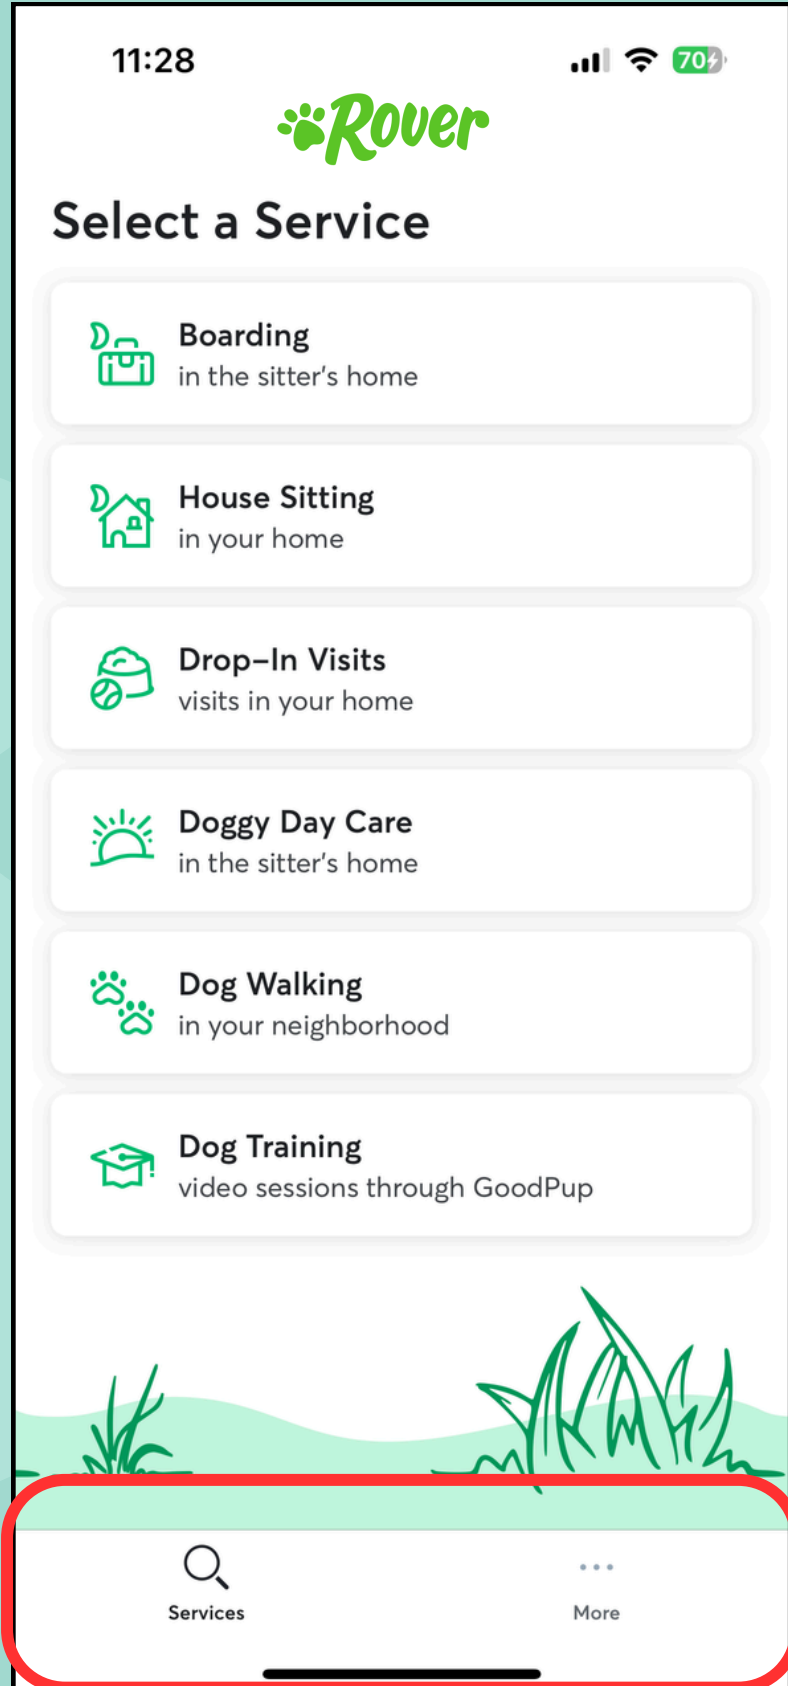 11:28
70
Rover
Select a Service
Boarding
in the sitter's home
House Sitting
in your home
Drop-In Visits
visits in your home
Doggy Day Care
in the sitter's home
Dog Walking
in your neighborhood
Dog Training
video sessions through GoodPup
Services
More